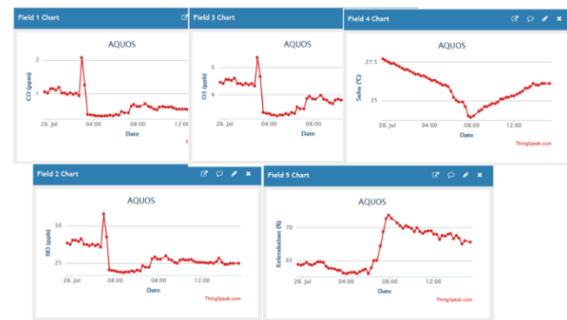 Field 1 Chart
AQUOS
CO (ppm)
2
1
28. Jul
04:00
08:00
12:00
Date
Field 3 Chart
AQUOS
O3 (ppb)
6
4
28. Jul
04:00
08:00
Date
Field 4 Chart
AQUOS
Suhu (°C)
27.5
25
28. Jul
04:00
08:00
12:00
Date
ThingSpeak.com
Field 2 Chart
AQUOS
NO (ppb)
50
25
28. Jul
04:00
08:00
12:00
Date
ThingSpeak.com
Field 5 Chart
AQUOS
Kelembaban (%)
70
65
28. Jul
04:00
08:00
12:00
Date
ThingSpeak.com